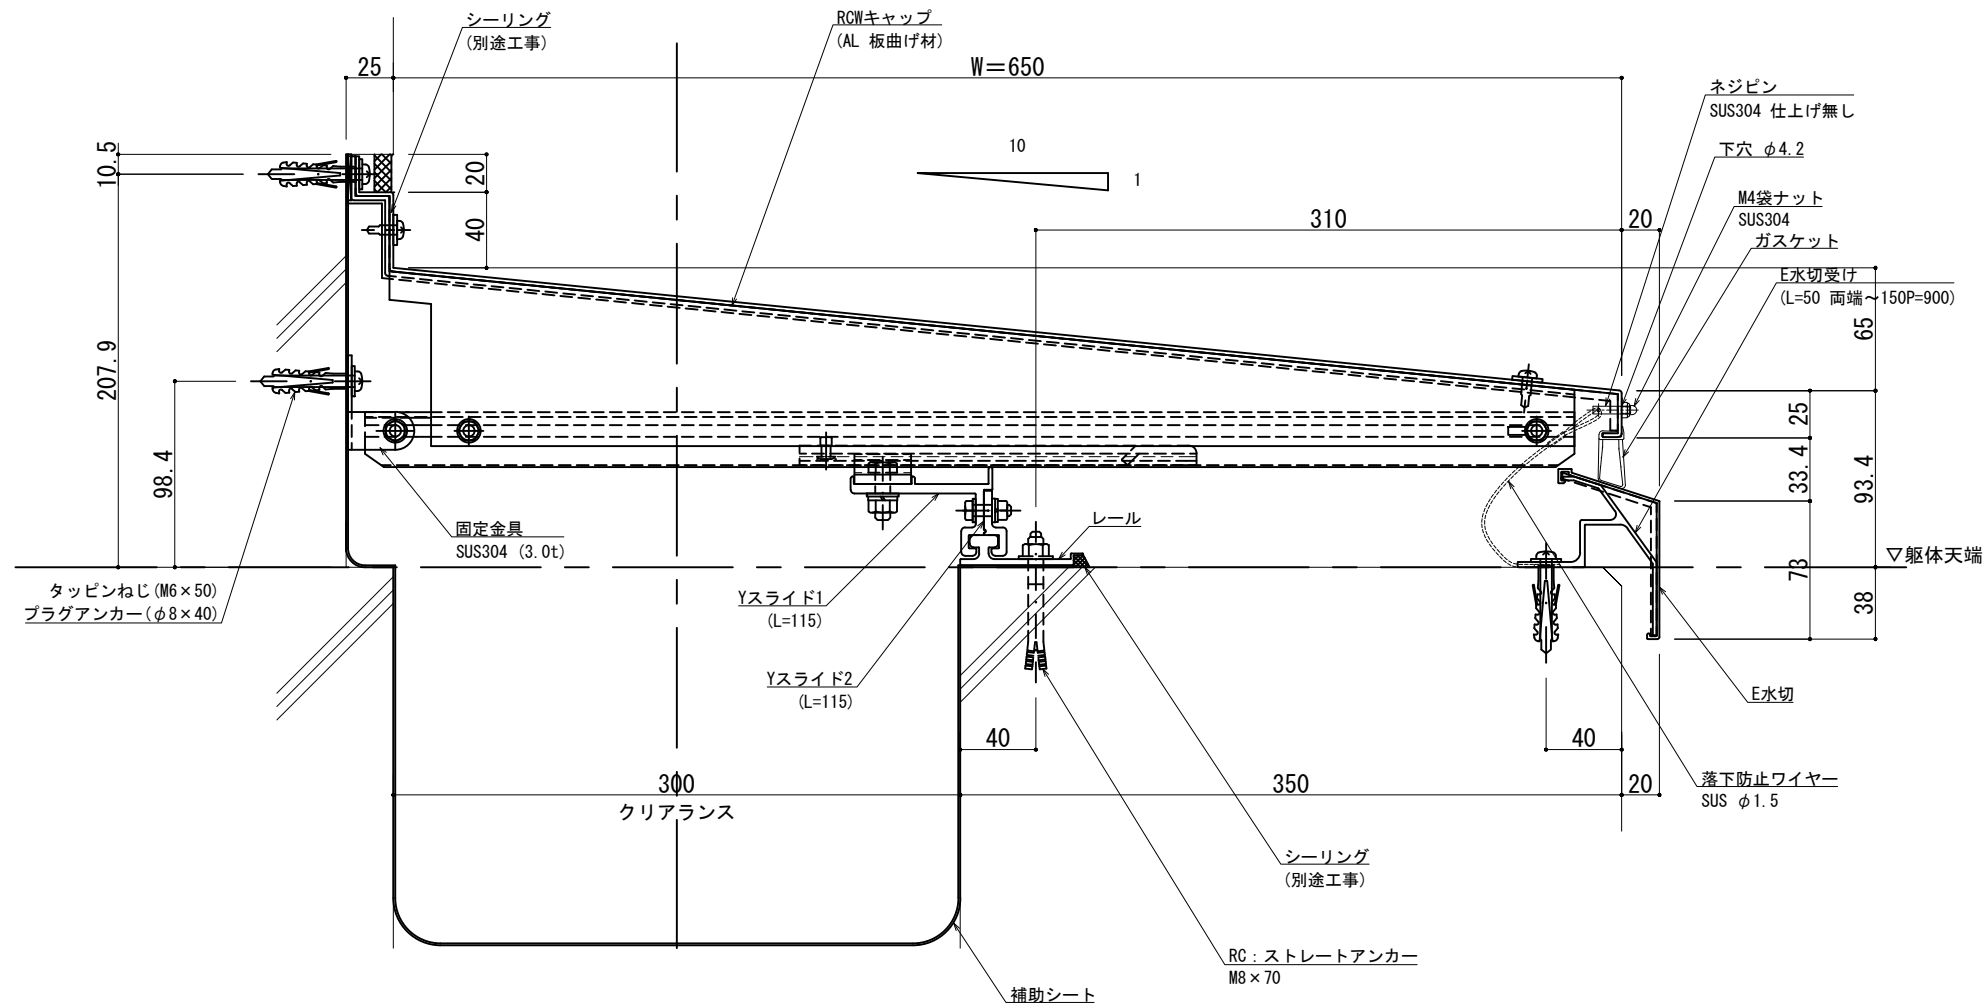 シーリング
(別途工事)
RCWキャップ
(AL 板曲げ材)
25
W=650
ネジピン
SUS304 仕上げ無し
10.5
20
10
1
下穴 φ4.2
40
310
20
M4袋ナット
SUS304
ガスケット
E水切受け
(L=50 両端~150P=900)
65
207.9
25
98.4
33.4
93.4
固定金具
SUS304 (3.0t)
レール
▽躯体天端
タッピンねじ(M6×50)
プラグアンカー(φ8×40)
Yスライド1
(L=115)
73
38
Yスライド2
(L=115)
E水切
40
40
300
クリアランス
350
20
落下防止ワイヤー
SUS φ1.5
シーリング
(別途工事)
RC:ストレートアンカー
M8×70
補助シート